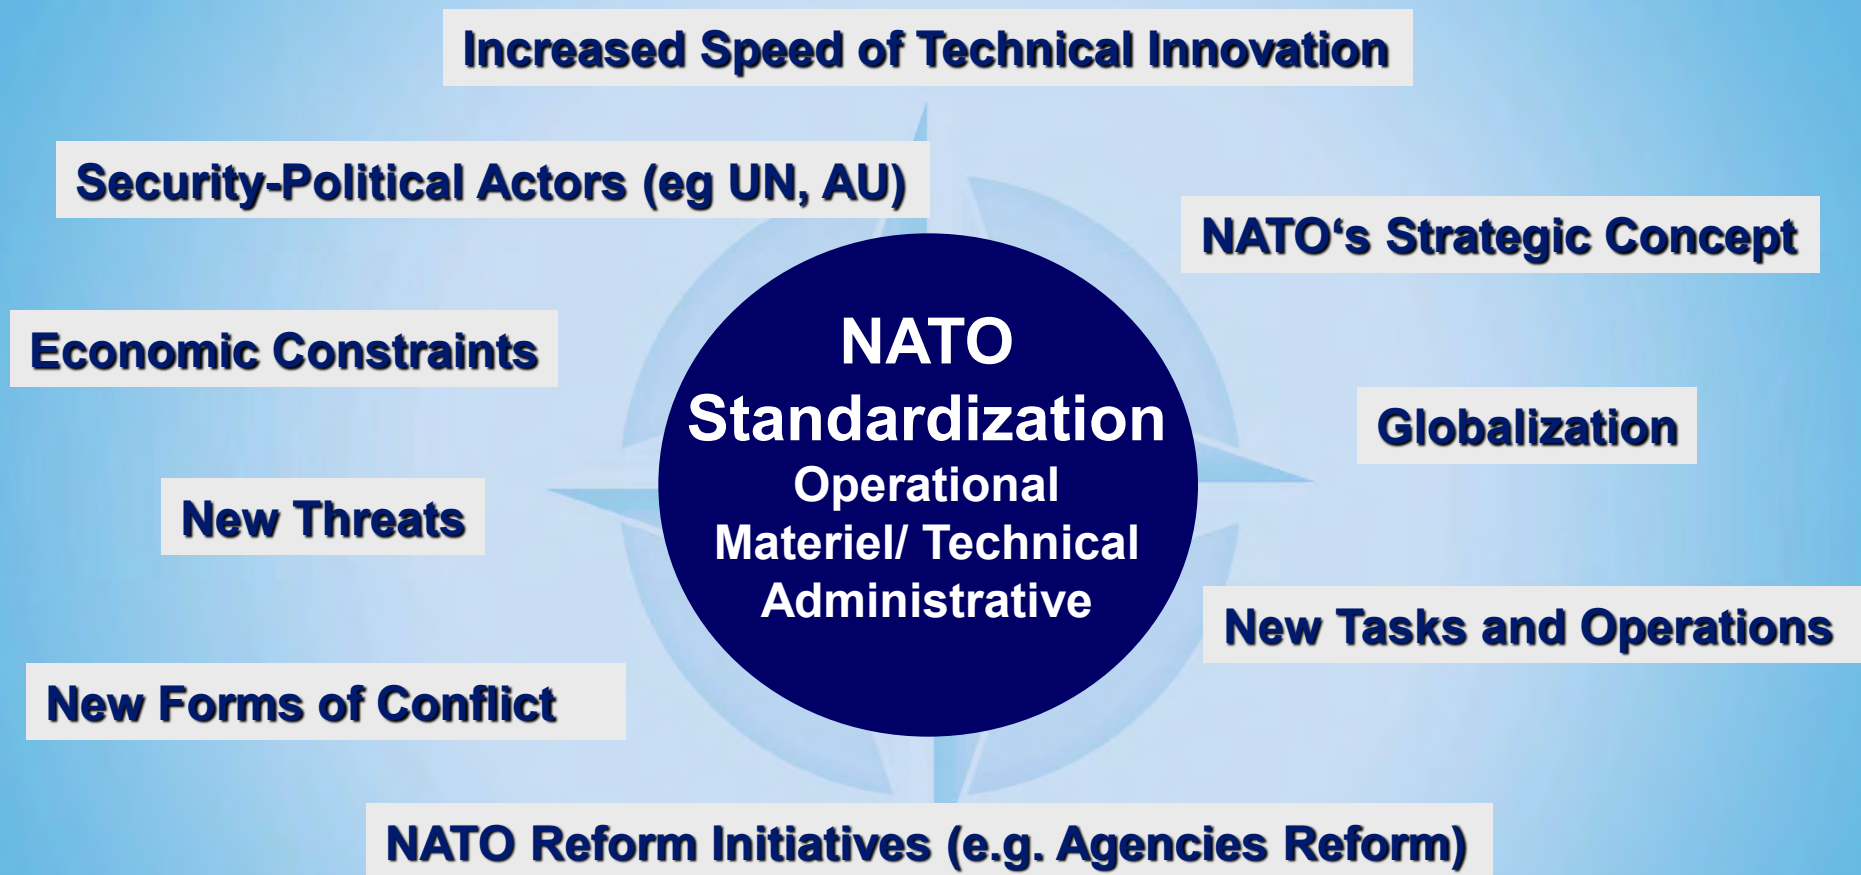 Increased Speed of Technical Innovation
Security-Political Actors (eg UN, AU)
NATO‘s Strategic Concept
Economic Constraints
NATO
Standardization
Operational
Materiel/ Technical
Administrative
Globalization
New Threats
New Tasks and Operations
New Forms of Conflict
NATO Reform Initiatives (e.g. Agencies Reform)